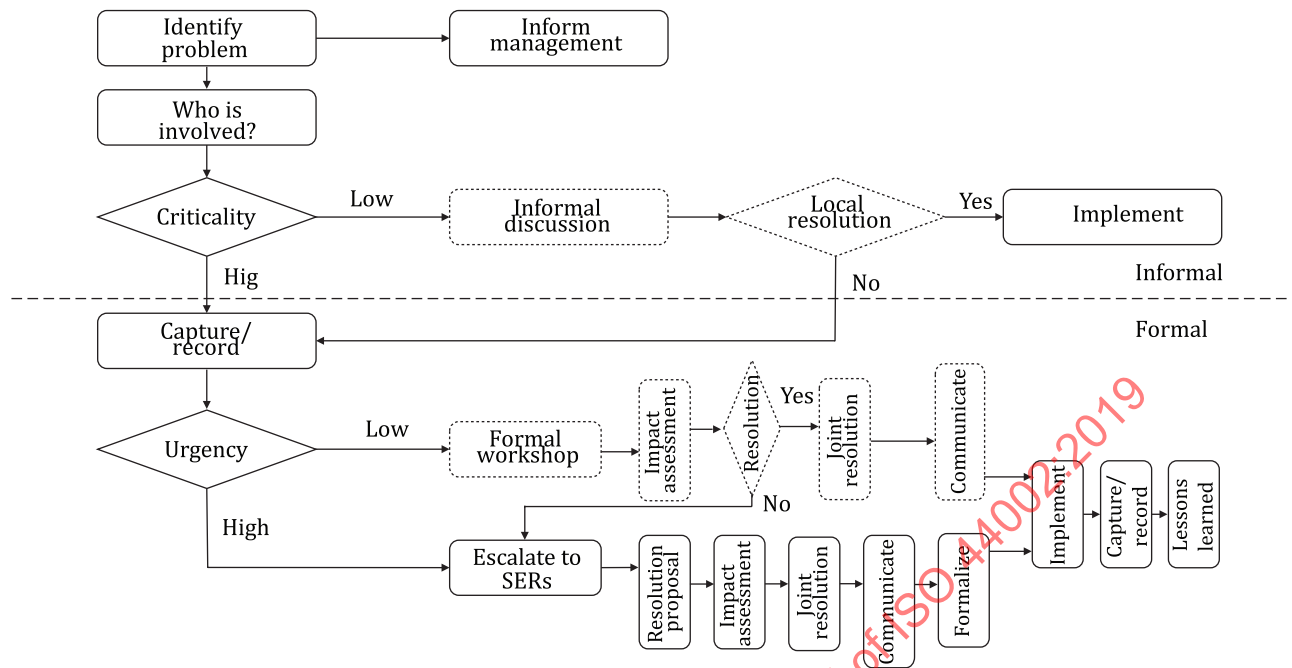 Identify
problem
Inform
management
Who is
involved?
Criticality
Low
Informal
discussion
Local
resolution
Yes
Implement
Hig
No
Informal
Formal
Capture/
record
Urgency
Low
Formal
workshop
Impact
assessment
Resolution
Yes
Joint
resolution
Communicate
No
High
Escalate to
SERs
Resolution
proposal
Impact
assessment
Joint
resolution
Communicate
Formalize
Implement
Capture/
record
Lessons
learned
of ISO 44002:2019